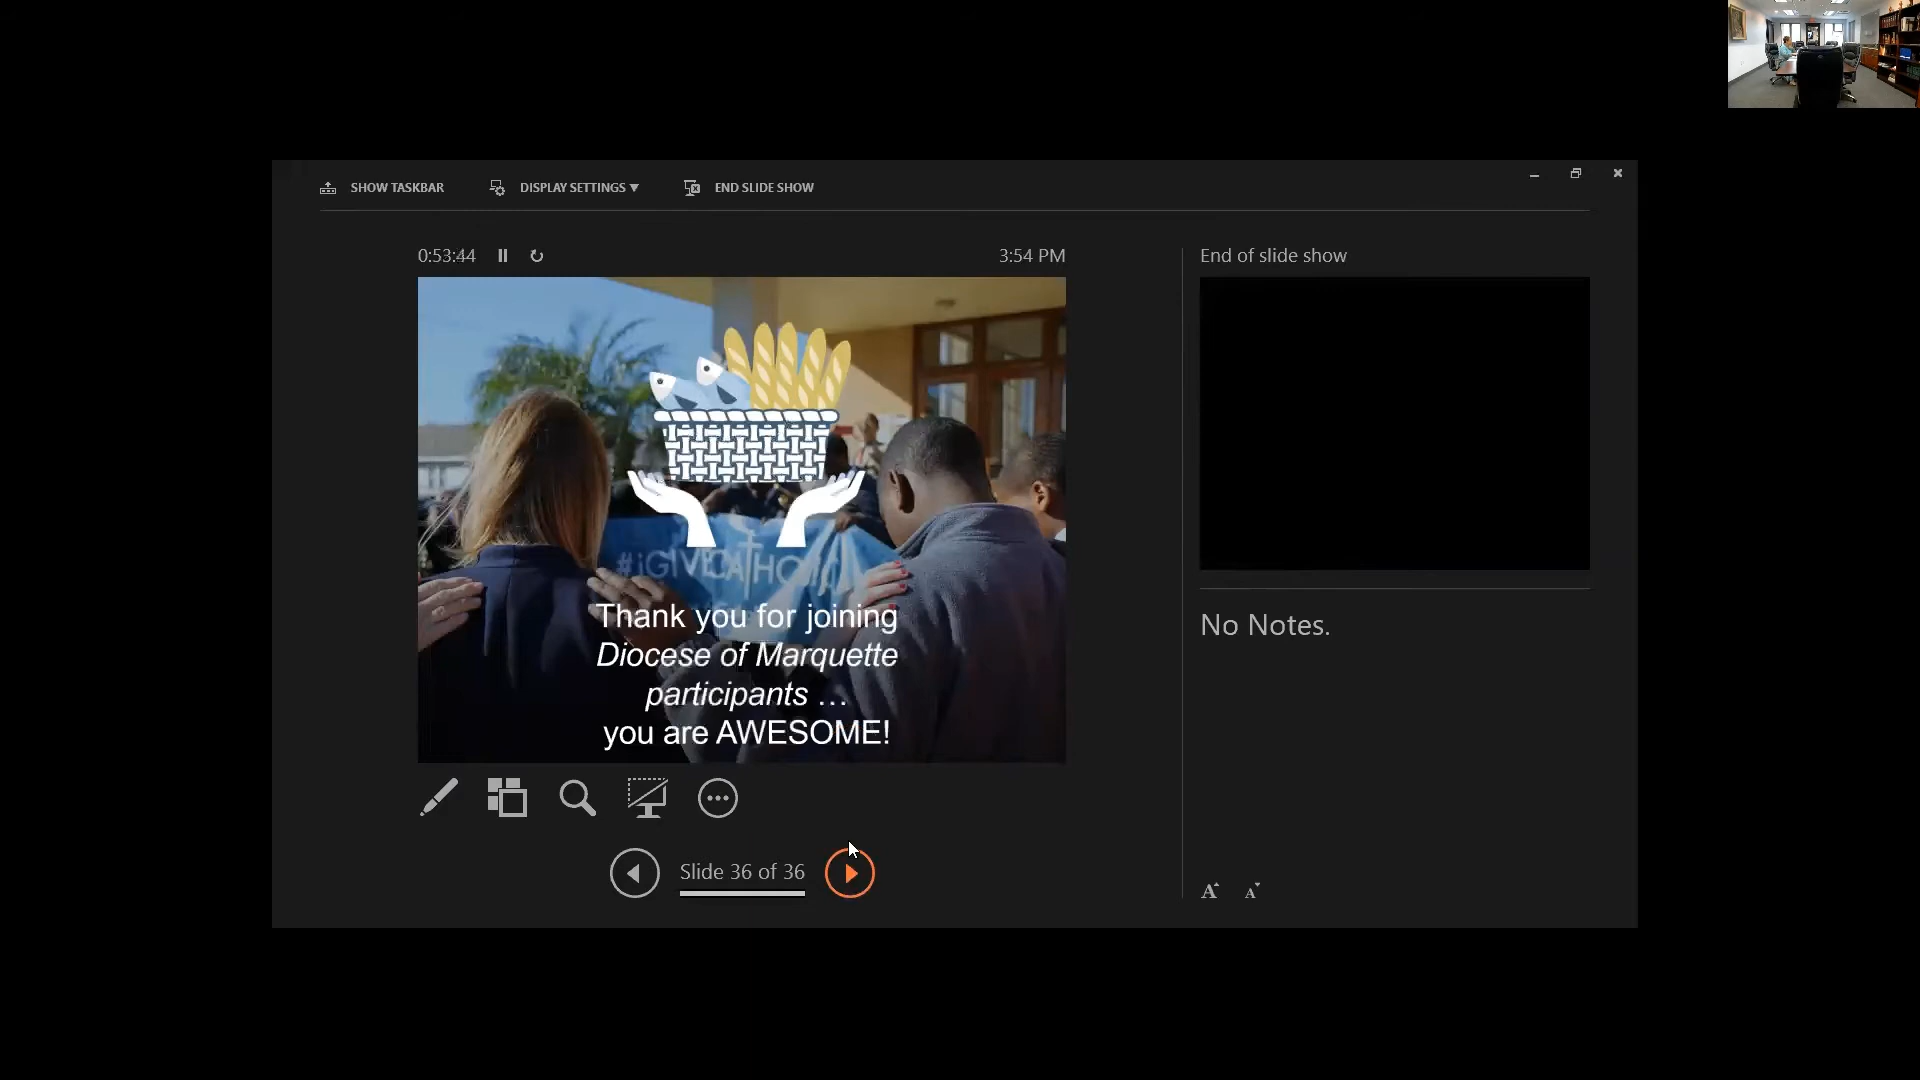 SHOW TASKBAR
DISPLAY SETTINGS ▼
END SLIDE SHOW
0:53:44
3:54 PM
End of slide show
#iGIVECATHOLIC
Thank you for joining
Diocese of Marquette
participants …
you are AWESOME!
No Notes.
Slide 36 of 36
A A